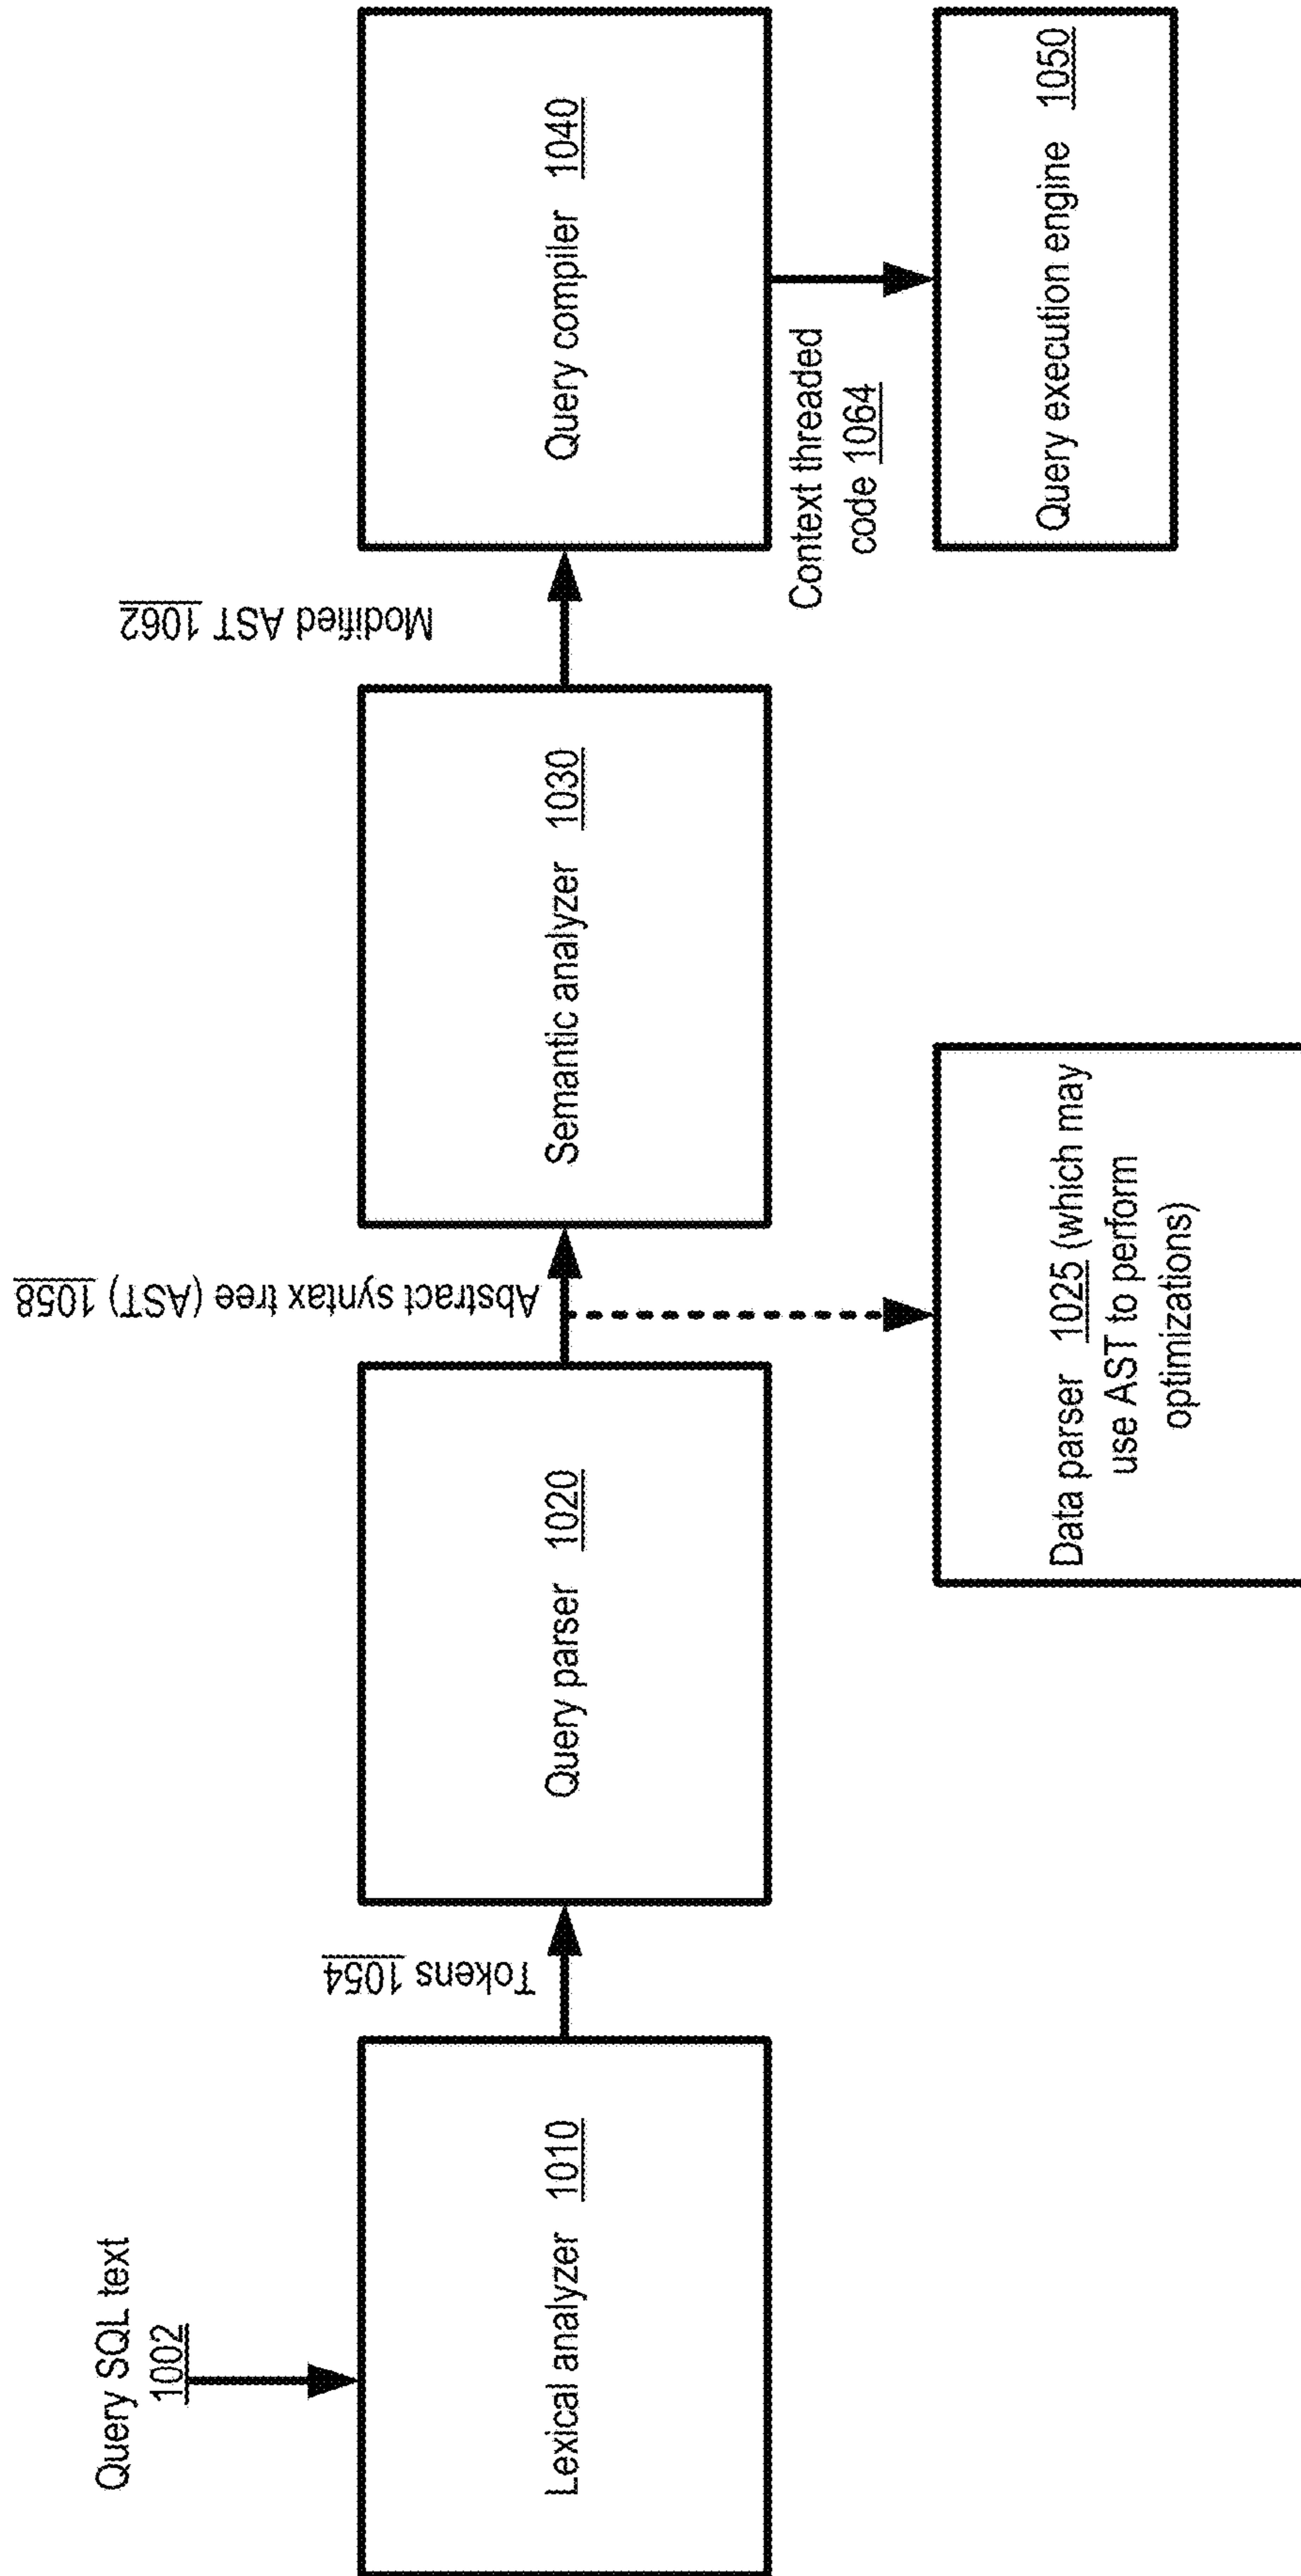 Query SQL text
1002
Lexical analyzer 1010
Tokens 1054
Query parser 1020
Abstract syntax tree (AST) 1058
Data parser 1025 (which may
use AST to perform
optimizations)
Semantic analyzer 1030
Modified AST 1062
Query compiler 1040
Context threaded
code 1064
Query execution engine 1050